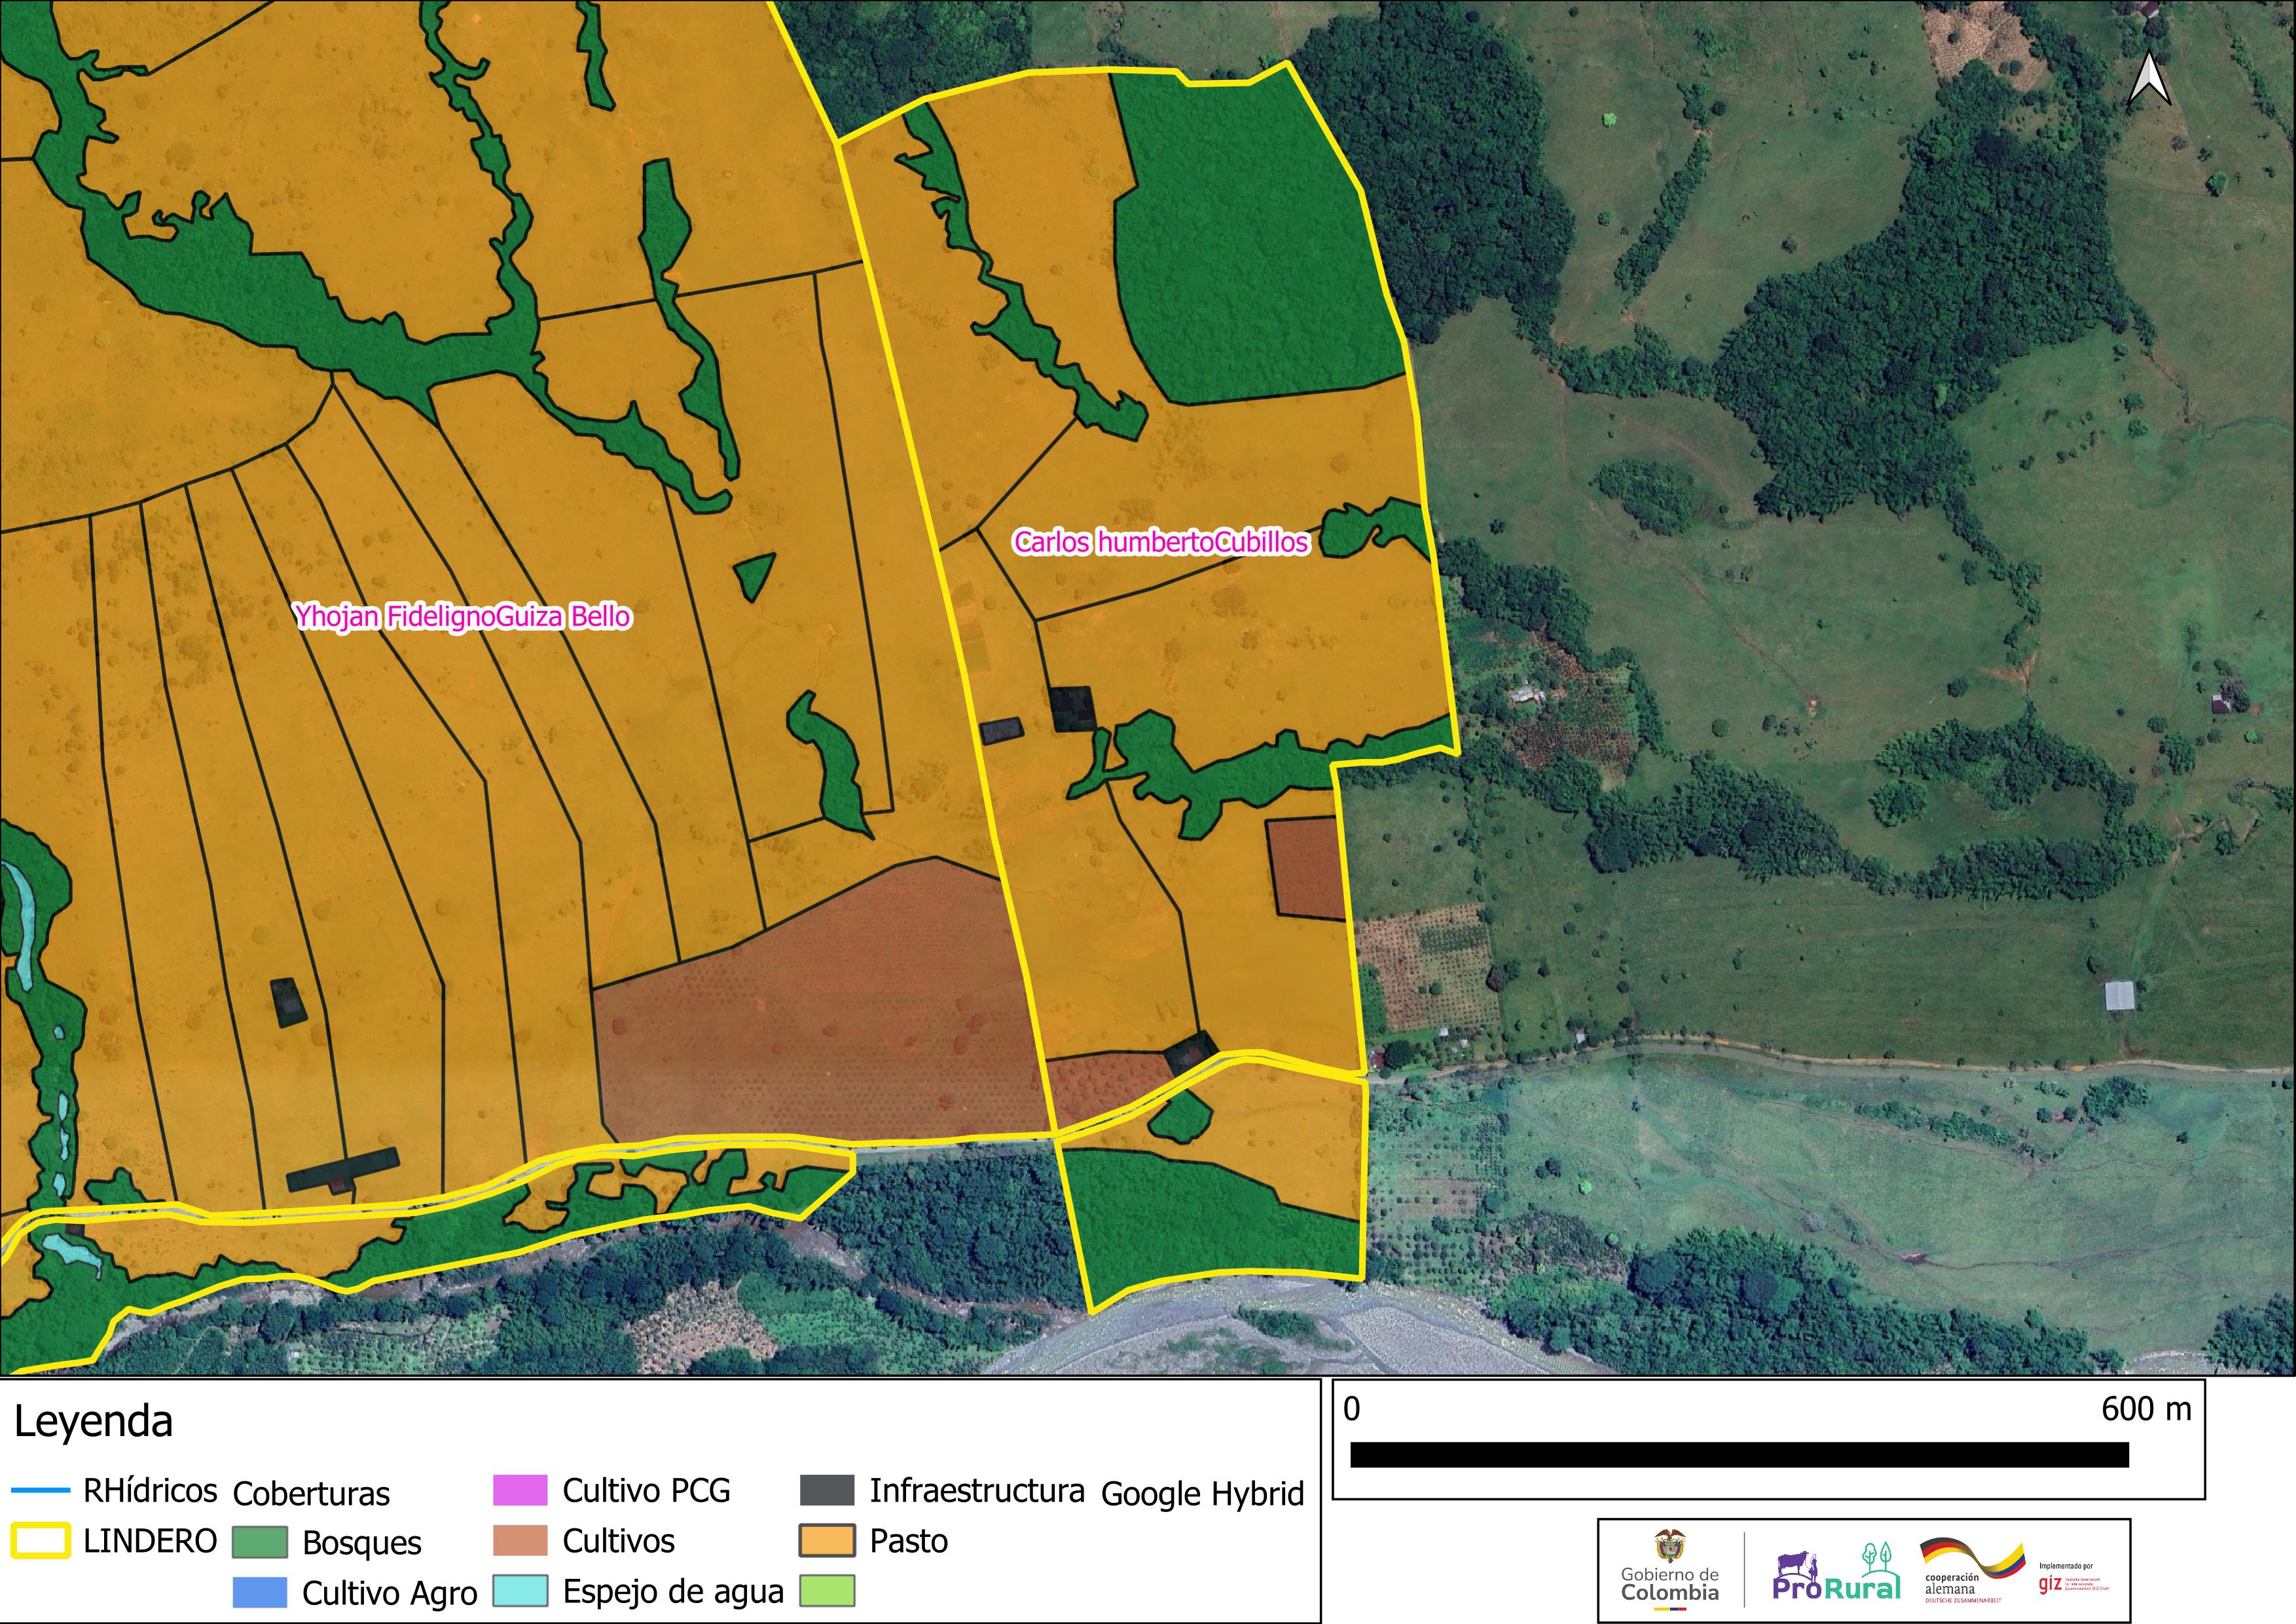 Carlos humbertoCubillos
Yhojan FidelignoGuiza Bello
Leyenda
RHídricos
LINDERO
Coberturas
Bosques
Cultivo Agro
Cultivo PCG
Cultivos
Espejo de agua
Infraestructura
Pasto
Google Hybrid
0 600 m
Gobierno de
Colombia
ProRural
cooperación
alemana
DEUTSCHE ZUSAMMENARBEIT
Implementado por
giz